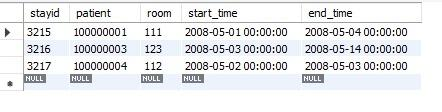 stayid patient room start_time end_time
3215 100000001 111 2008-05-01 00:00:00 2008-05-04 00:00:00
3216 100000003 123 2008-05-03 00:00:00 2008-05-14 00:00:00
3217 100000004 112 2008-05-02 00:00:00 2008-05-03 00:00:00
NULL NULL NULL NULL NULL